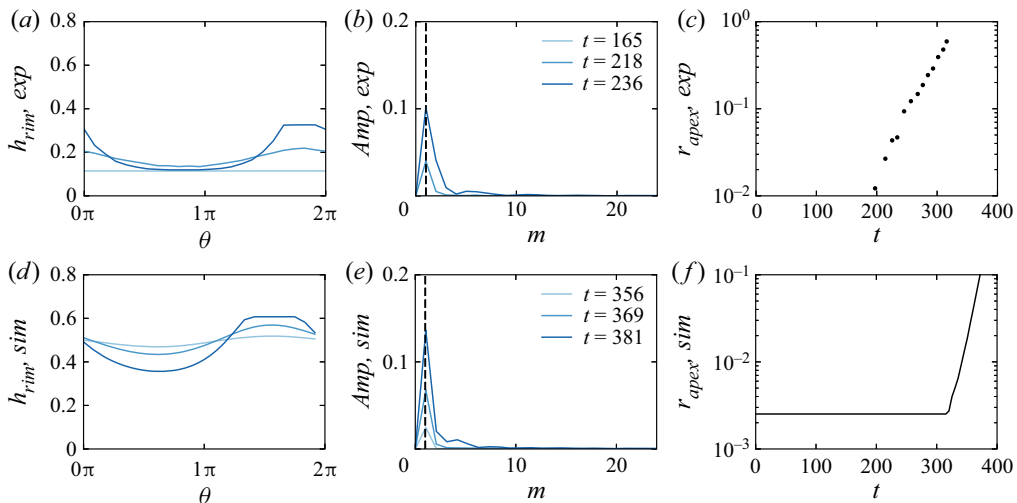 (a)
(b)
(c)
0.8
0.6
0.4
0.2
0
h_rim, exp
0π
1π
2π
θ
0.2
0.1
0
Amp, exp
10
20
m
t = 165
t = 218
t = 236
10⁰
10⁻¹
10⁻²
r_apex, exp
0
100
200
300
400
t
(d)
(e)
(f)
0.8
0.6
0.4
0.2
0
h_rim, sim
0π
1π
2π
θ
0.2
0.1
0
Amp, sim
10
20
m
t = 356
t = 369
t = 381
10⁻¹
10⁻²
10⁻³
r_apex, sim
0
100
200
300
400
t